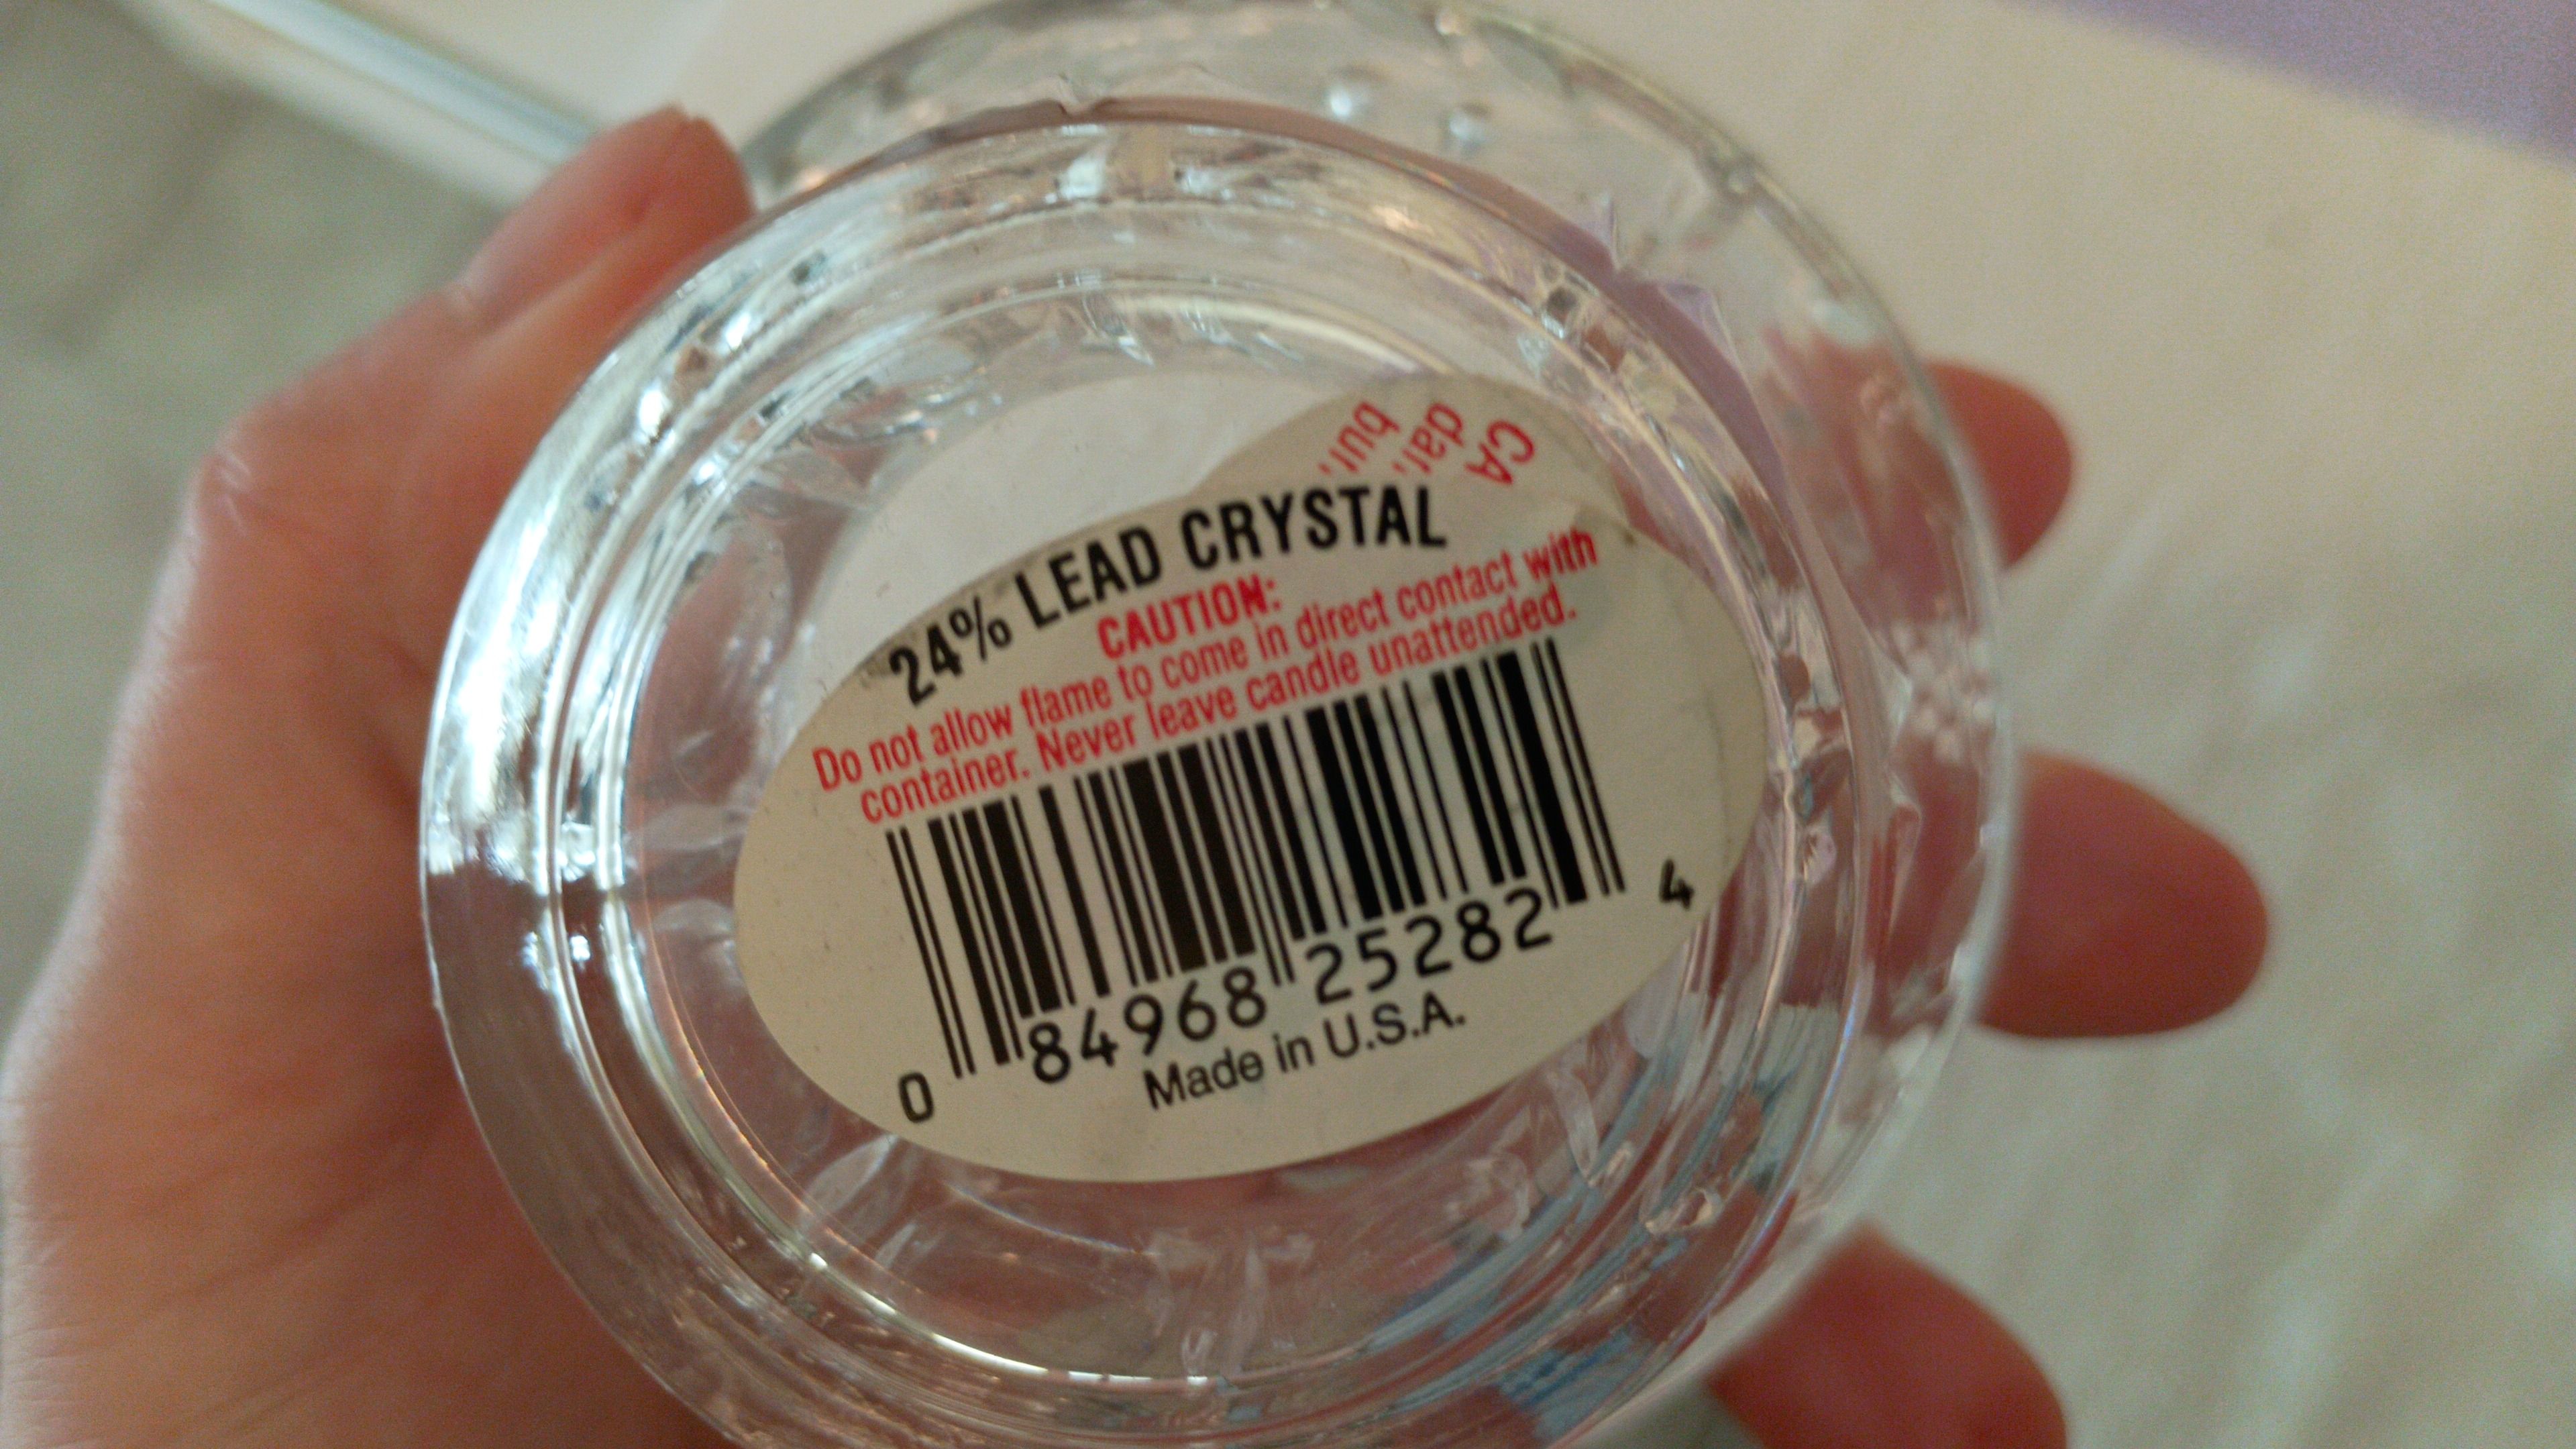 CA
24% LEAD CRYSTAL
CAUTION:
Do not allow flame to come in direct contact with
container. Never leave candle unattended.
0 84968 25282 4
Made in U.S.A.